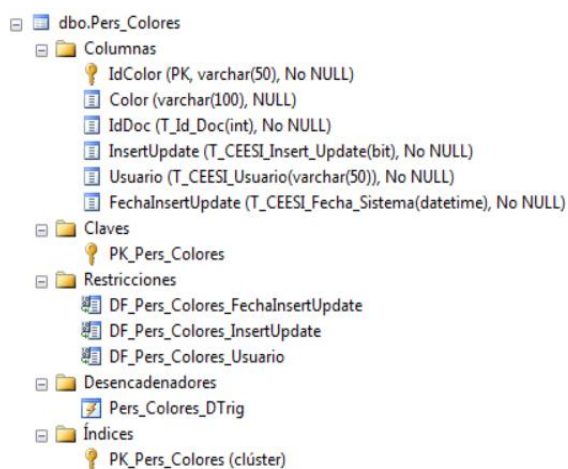 dbo.Pers_Colores
Columnas
IdColor (PK, varchar(50), No NULL)
Color (varchar(100), NULL)
IdDoc (T_Id_Doc(int), No NULL)
InsertUpdate (T_CEESI_Insert_Update(bit), No NULL)
Usuario (T_CEESI_Usuario(varchar(50)), No NULL)
FechaInsertUpdate (T_CEESI_Fecha_Sistema(datetime), No NULL)
Claves
PK_Pers_Colores
Restricciones
DF_Pers_Colores_FechaInsertUpdate
DF_Pers_Colores_InsertUpdate
DF_Pers_Colores_Usuario
Desencadenadores
Pers_Colores_DTrig
Índices
PK_Pers_Colores (clúster)